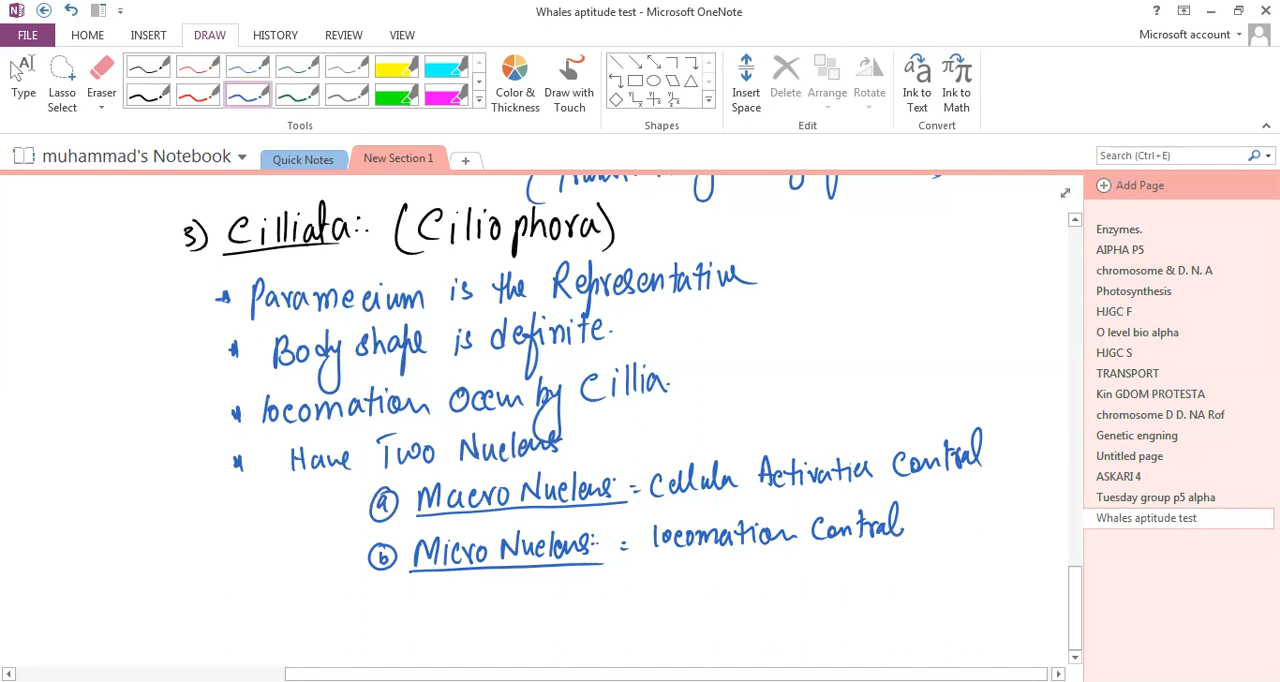 Whales aptitude test - Microsoft OneNote
?
FILE HOME INSERT DRAW HISTORY REVIEW VIEW
Microsoft account
Type
Lasso Select
Eraser
Color & Thickness
Draw with Touch
Insert Space
Delete
Arrange
Rotate
Ink to Text
Ink to Math
Tools
Shapes
Edit
Convert
muhammad's Notebook
Quick Notes
New Section 1
Search (Ctrl+E)
3) Cilliata:. (Ciliophora)
Paramecium is the Representative
* Body shape is definite.
* locomation Occur by Cillia.
* Have Two Nucleus
(a) Macro Nucleus: = Cellula Activaties Contral
(b) Micro Nucleus:. = locomation Contral
Add Page
Enzymes.
AlPHA P5
chromosome & D. N. A
Photosynthesis
HJGC F
O level bio alpha
HJGC S
TRANSPORT
Kin GDOM PROTESTA
chromosome D D. NA Rof
Genetic engning
Untitled page
ASKARI 4
Tuesday group p5 alpha
Whales aptitude test